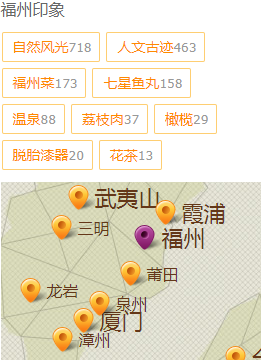 福州印象
自然风光718 人文古迹463
福州菜173 七星鱼丸158
温泉88 荔枝肉37 橄榄29
脱胎漆器20 花茶13
武夷山
霞浦
三明
福州
莆田
龙岩
泉州
厦门
漳州